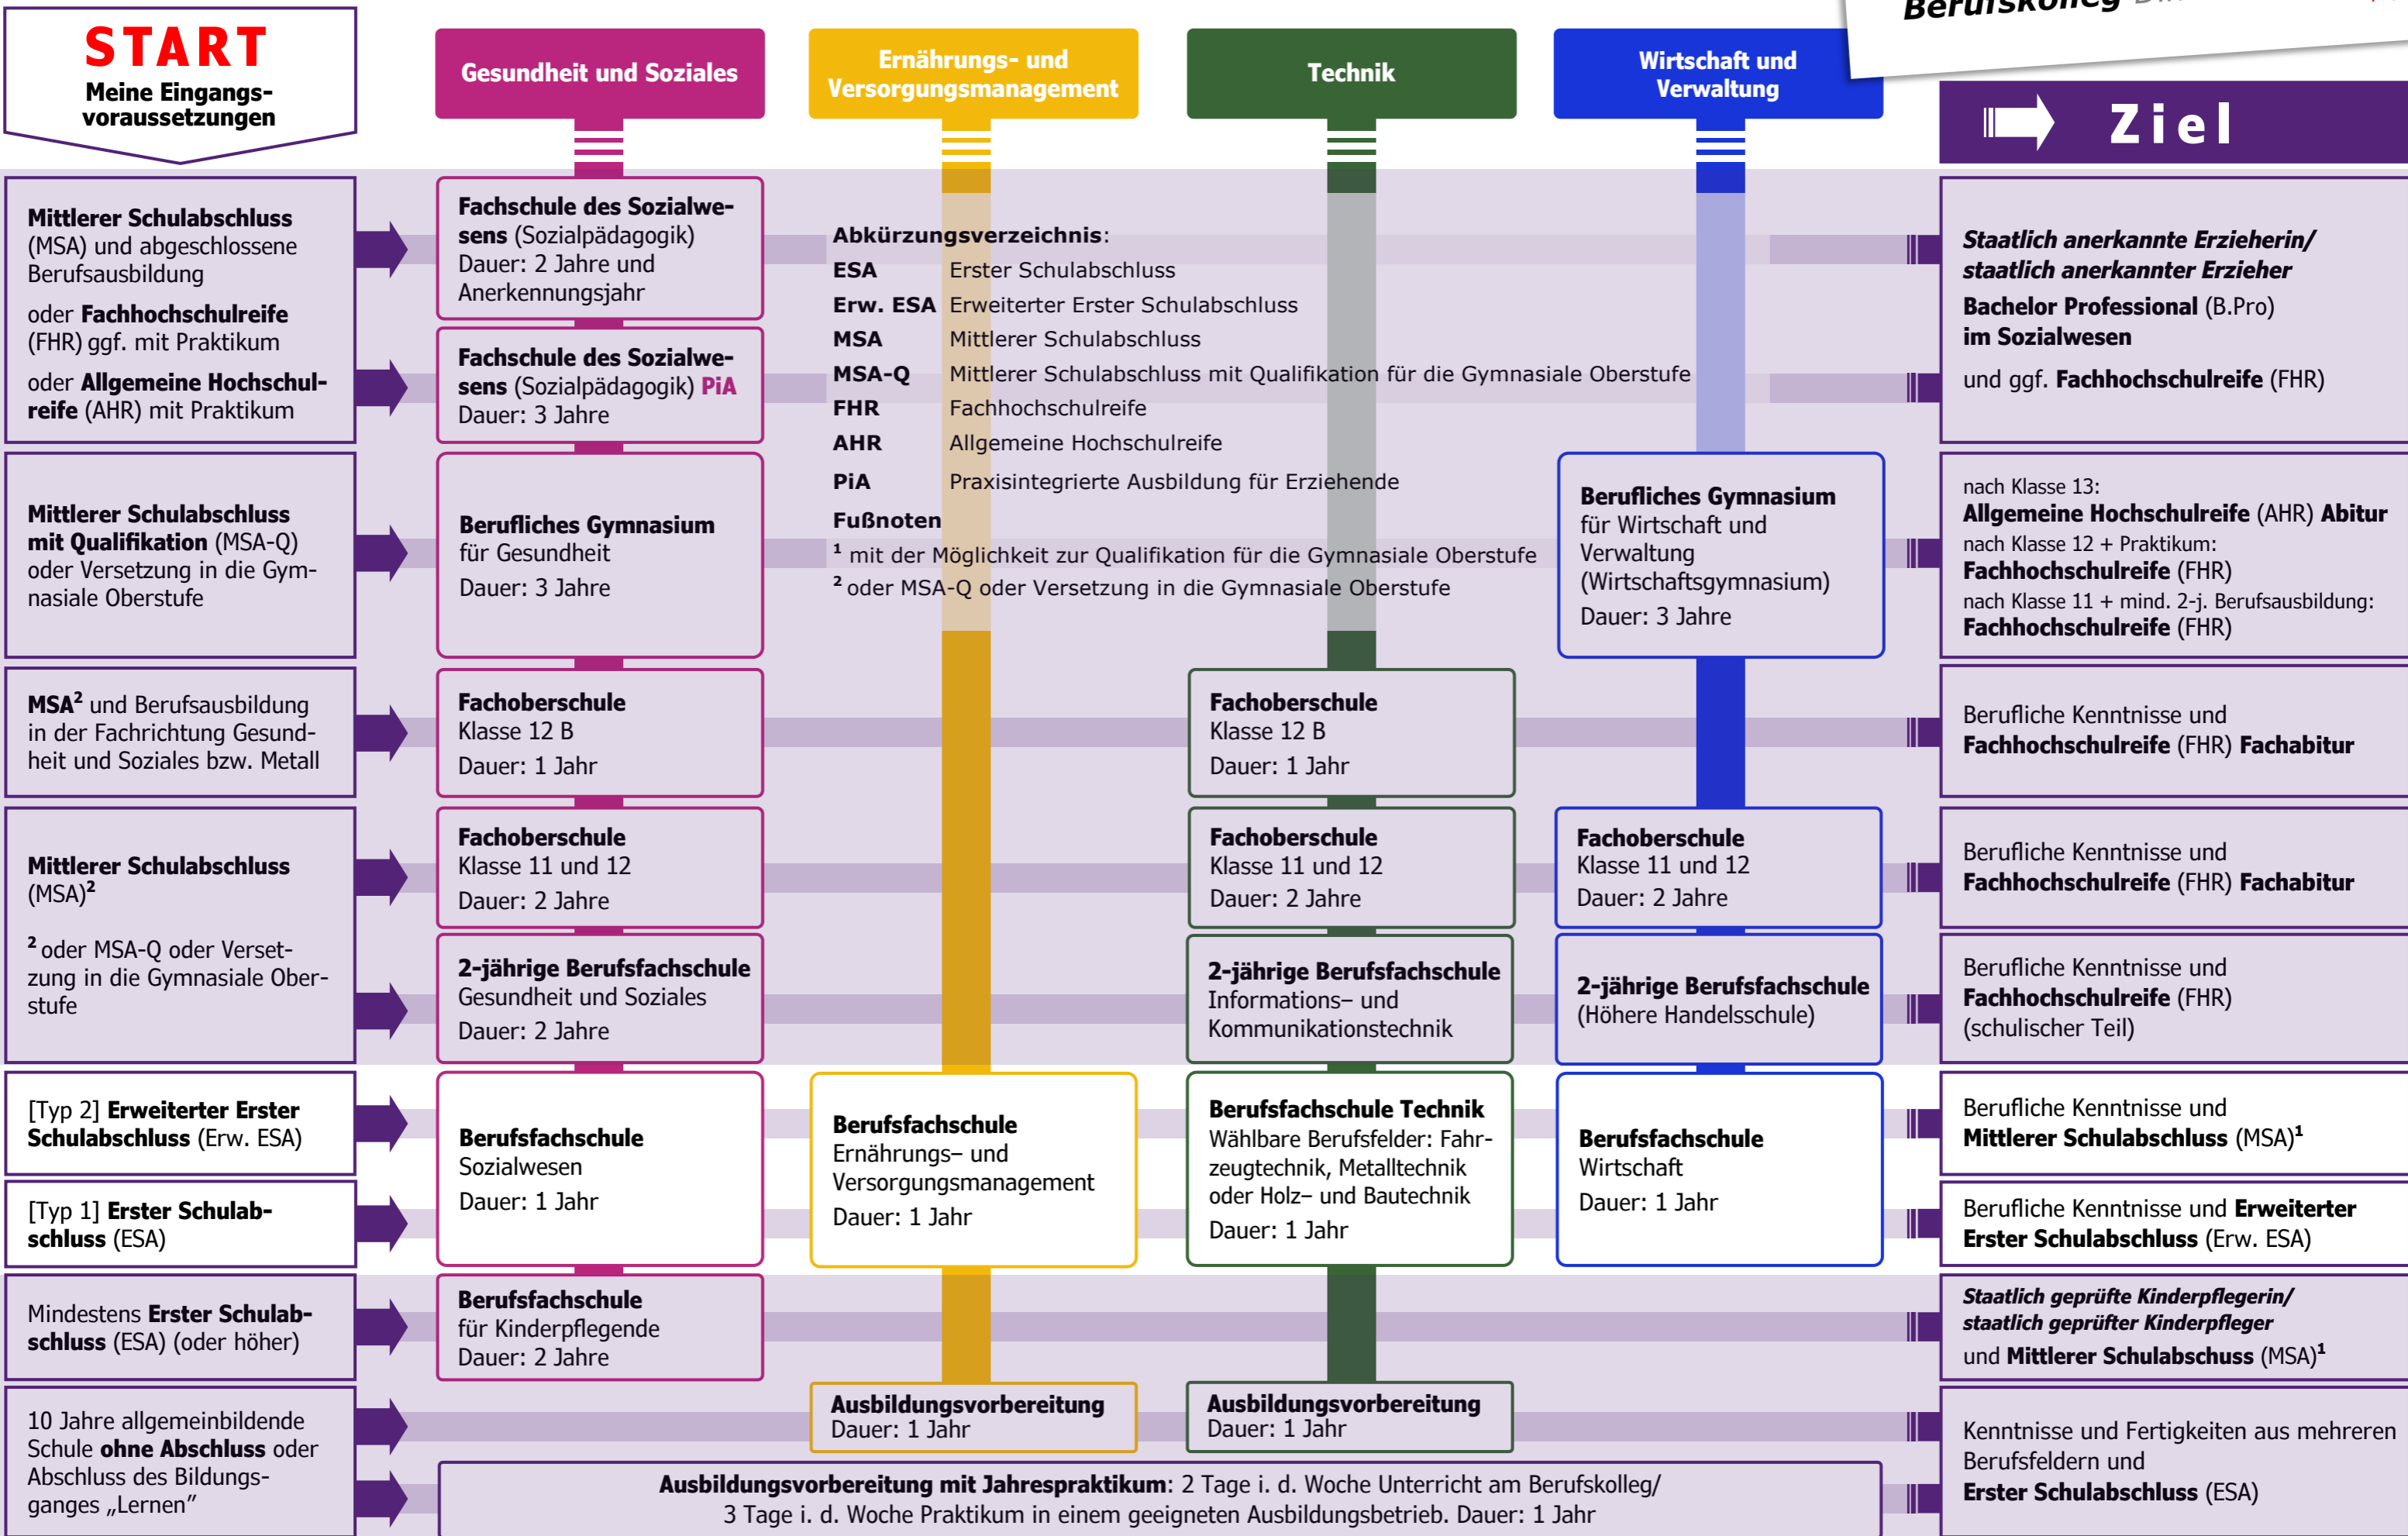 START
Meine Eingangs-
voraussetzungen
Gesundheit und Soziales
Ernährungs- und
Versorgungsmanagement
Technik
Wirtschaft und
Verwaltung
Berufskolleg
Ziel
Mittlerer Schulabschluss
(MSA) und abgeschlossene
Berufsausbildung
oder Fachhochschulreife
(FHR) ggf. mit Praktikum
oder Allgemeine Hochschul-
reife (AHR) mit Praktikum
Fachschule des Sozialwe-
sens (Sozialpädagogik)
Dauer: 2 Jahre und
Anerkennungsjahr
Fachschule des Sozialwe-
sens (Sozialpädagogik) PiA
Dauer: 3 Jahre
Abkürzungsverzeichnis:
ESA Erster Schulabschluss
Erw. ESA Erweiterter Erster Schulabschluss
MSA Mittlerer Schulabschluss
MSA-Q Mittlerer Schulabschluss mit Qualifikation für die Gymnasiale Oberstufe
FHR Fachhochschulreife
AHR Allgemeine Hochschulreife
PiA Praxisintegrierte Ausbildung für Erziehende
Fußnoten
¹ mit der Möglichkeit zur Qualifikation für die Gymnasiale Oberstufe
² oder MSA-Q oder Versetzung in die Gymnasiale Oberstufe
Staatlich anerkannte Erzieherin/
staatlich anerkannter Erzieher
Bachelor Professional (B.Pro)
im Sozialwesen
und ggf. Fachhochschulreife (FHR)
Mittlerer Schulabschluss
mit Qualifikation (MSA-Q)
oder Versetzung in die Gym-
nasiale Oberstufe
Berufliches Gymnasium
für Gesundheit
Dauer: 3 Jahre
Berufliches Gymnasium
für Wirtschaft und
Verwaltung
(Wirtschaftsgymnasium)
Dauer: 3 Jahre
nach Klasse 13:
Allgemeine Hochschulreife (AHR) Abitur
nach Klasse 12 + Praktikum:
Fachhochschulreife (FHR)
nach Klasse 11 + mind. 2-j. Berufsausbildung:
Fachhochschulreife (FHR)
MSA² und Berufsausbildung
in der Fachrichtung Gesund-
heit und Soziales bzw. Metall
Fachoberschule
Klasse 12 B
Dauer: 1 Jahr
Fachoberschule
Klasse 12 B
Dauer: 1 Jahr
Berufliche Kenntnisse und
Fachhochschulreife (FHR) Fachabitur
Mittlerer Schulabschluss
(MSA)²
² oder MSA-Q oder Verset-
zung in die Gymnasiale Ober-
stufe
Fachoberschule
Klasse 11 und 12
Dauer: 2 Jahre
Fachoberschule
Klasse 11 und 12
Dauer: 2 Jahre
Fachoberschule
Klasse 11 und 12
Dauer: 2 Jahre
Berufliche Kenntnisse und
Fachhochschulreife (FHR) Fachabitur
2-jährige Berufsfachschule
Gesundheit und Soziales
Dauer: 2 Jahre
2-jährige Berufsfachschule
Informations– und
Kommunikationstechnik
2-jährige Berufsfachschule
(Höhere Handelsschule)
Berufliche Kenntnisse und
Fachhochschulreife (FHR)
(schulischer Teil)
[Typ 2] Erweiterter Erster
Schulabschluss (Erw. ESA)
[Typ 1] Erster Schulab-
schluss (ESA)
Berufsfachschule
Sozialwesen
Dauer: 1 Jahr
Berufsfachschule
Ernährungs– und
Versorgungsmanagement
Dauer: 1 Jahr
Berufsfachschule Technik
Wählbare Berufsfelder: Fahr-
zeugtechnik, Metalltechnik
oder Holz– und Bautechnik
Dauer: 1 Jahr
Berufsfachschule
Wirtschaft
Dauer: 1 Jahr
Berufliche Kenntnisse und
Mittlerer Schulabschluss (MSA)¹
Berufliche Kenntnisse und Erweiterter
Erster Schulabschluss (Erw. ESA)
Mindestens Erster Schulab-
schluss (ESA) (oder höher)
Berufsfachschule
für Kinderpflegende
Dauer: 2 Jahre
Staatlich geprüfte Kinderpflegerin/
staatlich geprüfter Kinderpfleger
und Mittlerer Schulabschuss (MSA)¹
10 Jahre allgemeinbildende
Schule ohne Abschluss oder
Abschluss des Bildungs-
ganges „Lernen”
Ausbildungsvorbereitung
Dauer: 1 Jahr
Ausbildungsvorbereitung
Dauer: 1 Jahr
Ausbildungsvorbereitung mit Jahrespraktikum: 2 Tage i. d. Woche Unterricht am Berufskolleg/
3 Tage i. d. Woche Praktikum in einem geeigneten Ausbildungsbetrieb. Dauer: 1 Jahr
Kenntnisse und Fertigkeiten aus mehreren
Berufsfeldern und
Erster Schulabschluss (ESA)